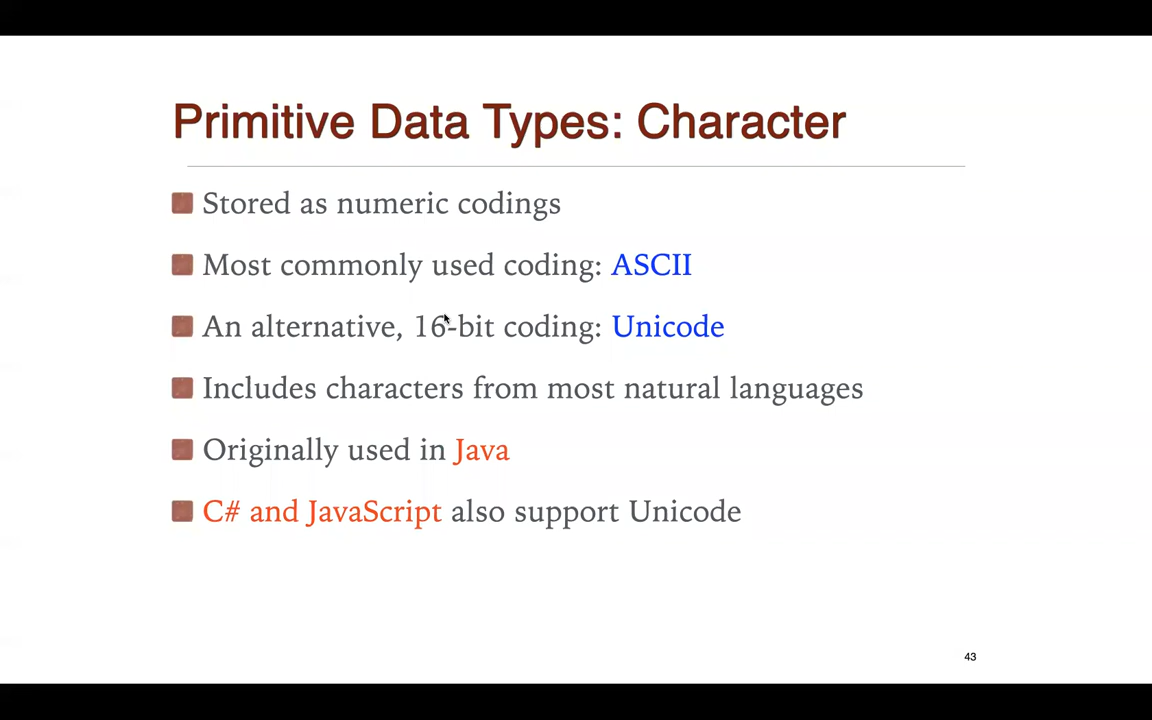 Primitive Data Types: Character
Stored as numeric codings
Most commonly used coding: ASCII
An alternative, 16-bit coding: Unicode
Includes characters from most natural languages
Originally used in Java
C# and JavaScript also support Unicode
43